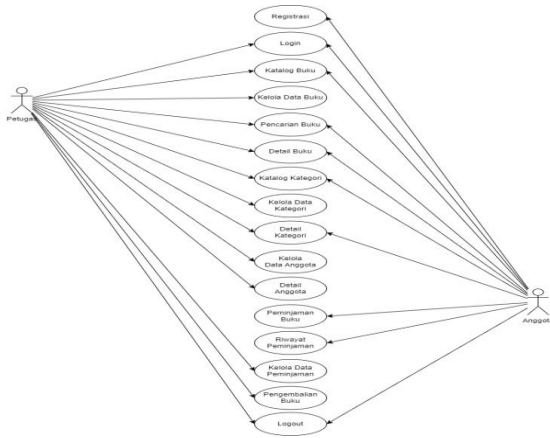 Registrasi
Login
Katalog Buku
Kelola Data Buku
Petugas
Pencarian Buku
Detail Buku
Katalog Kategori
Kelola Data
Kategori
Detail
Kategori
Kelola
Data Anggota
Detail
Anggota
Peminjaman
Buku
Anggota
Riwayat
Peminjaman
Kelola Data
Peminjaman
Pengembalian
Buku
Logout